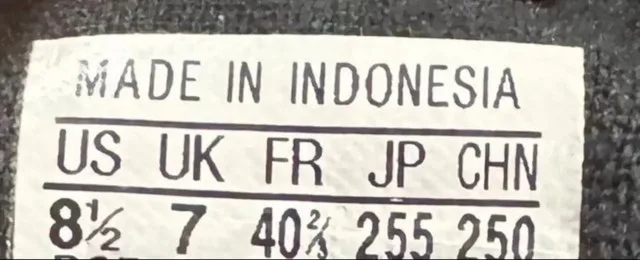 MADE IN INDONESIA
US UK FR JP CHN
8½ 7 40⅔ 255 250